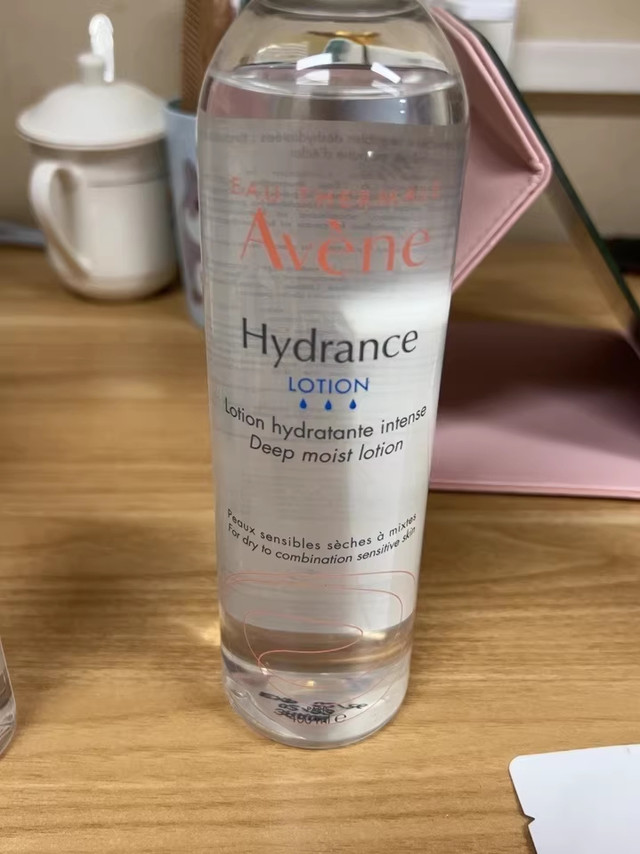 EAU THERMALE
Avène
Hydrance
LOTION
Lotion hydratante intense
Deep moist lotion
Peaux sensibles sèches à mixtes
For dry to combination sensitive skin